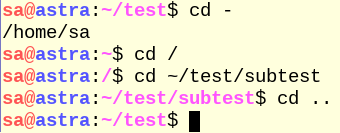 sa@astra:~/test$ cd -
/home/sa
sa@astra:~$ cd /
sa@astra:/$ cd ~/test/subtest
sa@astra:~/test/subtest$ cd ..
sa@astra:~/test$